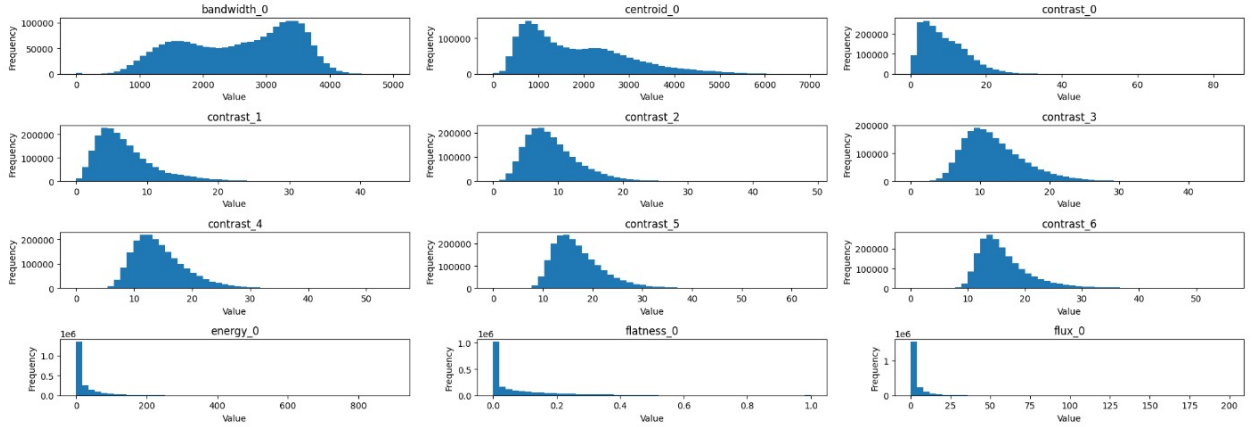 bandwidth_0
Frequency
100000
50000
0
0 1000 2000 3000 4000 5000
Value
centroid_0
Frequency
100000
0
0 1000 2000 3000 4000 5000 6000 7000
Value
contrast_0
Frequency
200000
100000
0
0 20 40 60 80
Value
contrast_1
Frequency
200000
100000
0
0 10 20 30 40
Value
contrast_2
Frequency
200000
100000
0
0 10 20 30 40 50
Value
contrast_3
Frequency
200000
100000
0
0 10 20 30 40
Value
contrast_4
Frequency
200000
100000
0
0 10 20 30 40 50
Value
contrast_5
Frequency
200000
100000
0
0 10 20 30 40 50 60
Value
contrast_6
Frequency
200000
100000
0
0 10 20 30 40 50
Value
energy_0
1e6
Frequency
1.0
0.5
0.0
0 200 400 600 800
Value
flatness_0
1e6
Frequency
1.0
0.5
0.0
0.0 0.2 0.4 0.6 0.8 1.0
Value
flux_0
1e6
Frequency
1
0
0 25 50 75 100 125 150 175 200
Value